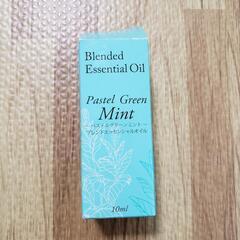 Blended
Essential Oil
Pastel Green
Mint
－パステルグリーンミント－
ブレンドエッセンシャルオイル
10ml